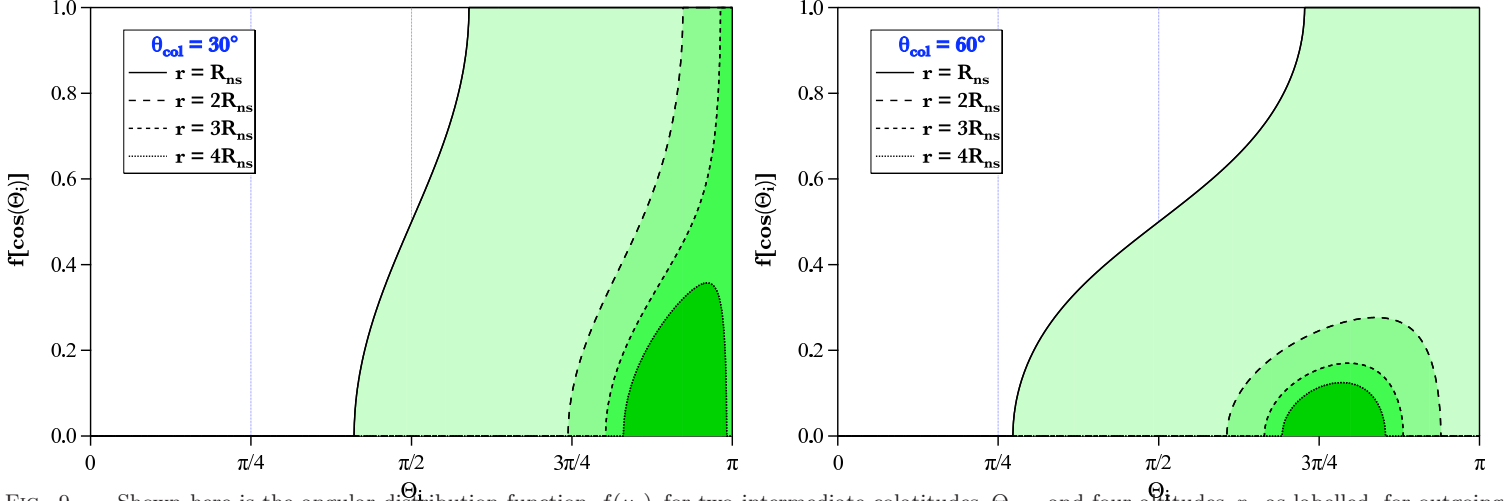 1.0
0.8
0.6
0.4
0.2
0.0
f[cos(Θi)]
θcol = 30°
r = Rns
r = 2Rns
r = 3Rns
r = 4Rns
0 π/4 π/2 3π/4 π
Θi
1.0
0.8
0.6
0.4
0.2
0.0
f[cos(Θi)]
θcol = 60°
r = Rns
r = 2Rns
r = 3Rns
r = 4Rns
0 π/4 π/2 3π/4 π
Θi
Shown here is the angular distribution function, for two intermediate colatitudes, and four altitudes, as labelled, for outgoing